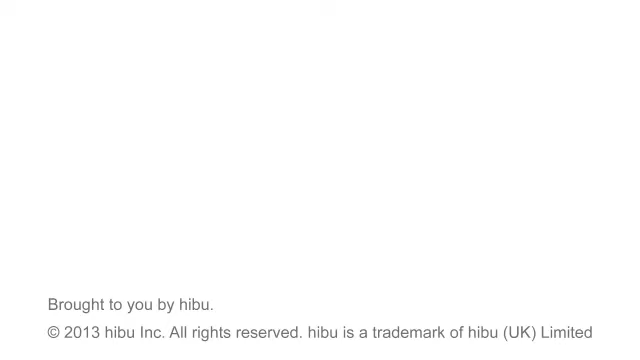 Brought to you by hibu.
© 2013 hibu Inc. All rights reserved. hibu is a trademark of hibu (UK) Limited